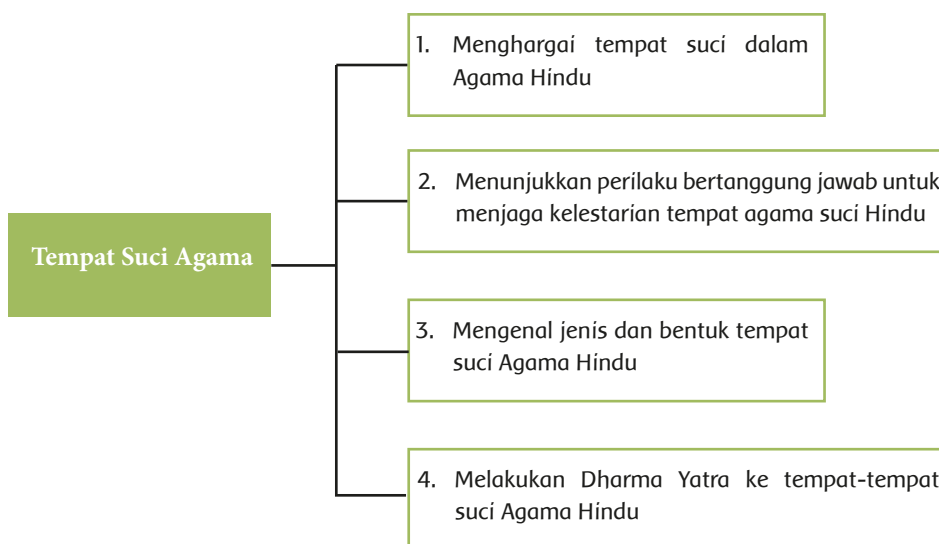 Tempat Suci Agama
1. Menghargai tempat suci dalam
Agama Hindu
2. Menunjukkan perilaku bertanggung jawab untuk
menjaga kelestarian tempat agama suci Hindu
3. Mengenal jenis dan bentuk tempat
suci Agama Hindu
4. Melakukan Dharma Yatra ke tempat-tempat
suci Agama Hindu